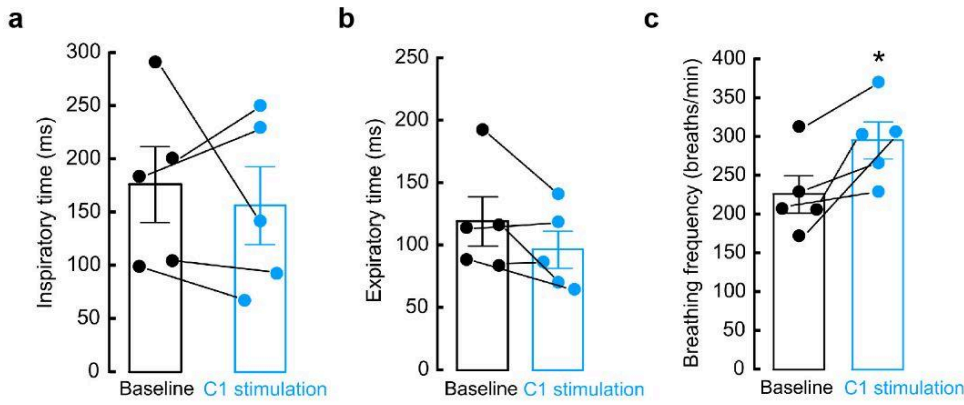 a
Inspiratory time (ms)
300
250
200
150
100
50
0
Baseline C1 stimulation
b
Expiratory time (ms)
250
200
150
100
50
0
Baseline C1 stimulation
c
Breathing frequency (breaths/min)
400
350
300
250
200
150
100
50
0
*
Baseline C1 stimulation